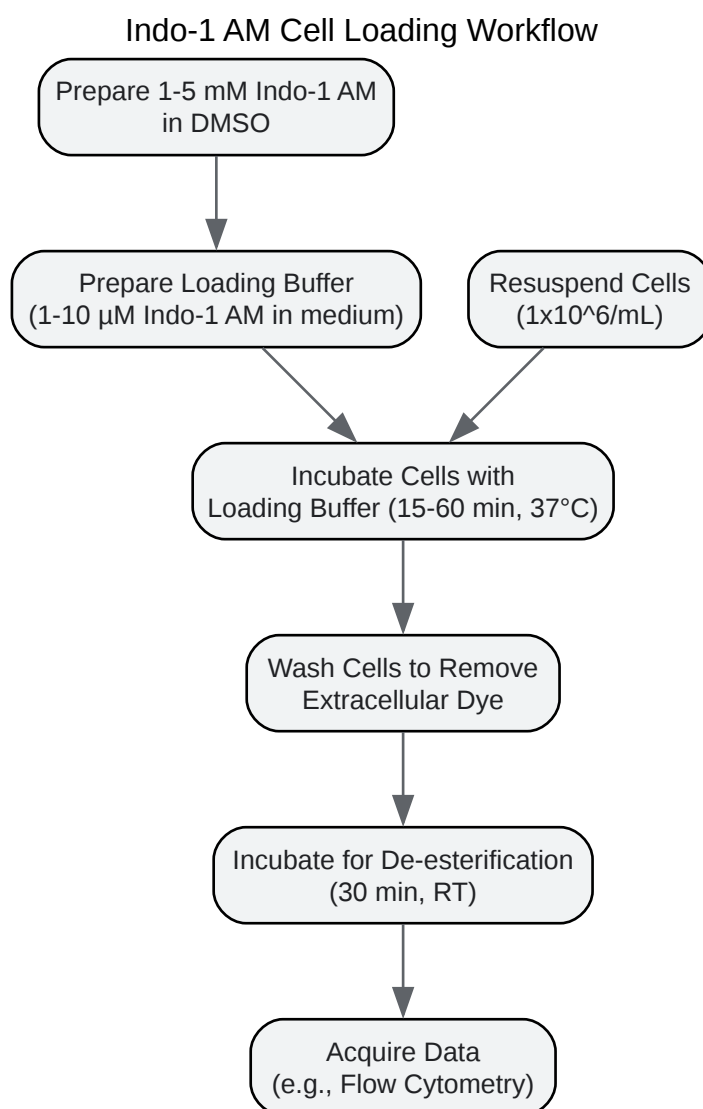 Indo-1 AM Cell Loading Workflow
Prepare 1-5 mM Indo-1 AM
in DMSO
Prepare Loading Buffer
(1-10 µM Indo-1 AM in medium)
Resuspend Cells
(1x10^6/mL)
Incubate Cells with
Loading Buffer (15-60 min, 37°C)
Wash Cells to Remove
Extracellular Dye
Incubate for De-esterification
(30 min, RT)
Acquire Data
(e.g., Flow Cytometry)